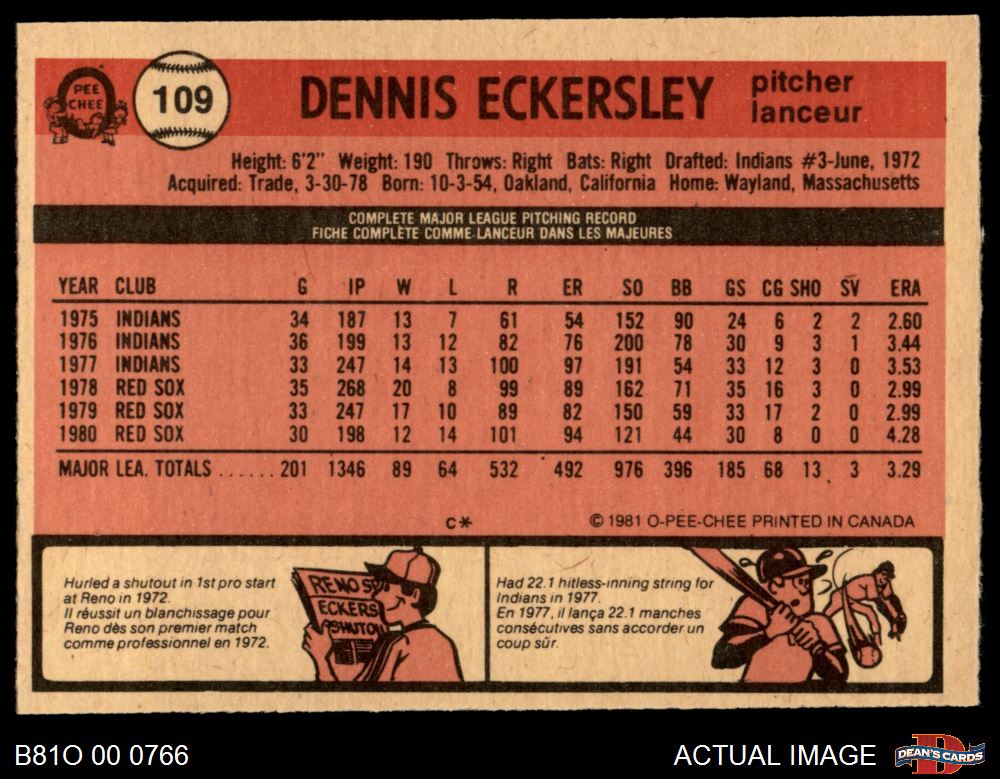 PEE
CHEE
109
DENNIS ECKERSLEY
pitcher
lanceur
Height: 6'2" Weight: 190 Throws: Right Bats: Right Drafted: Indians #3-June, 1972
Acquired: Trade, 3-30-78 Born: 10-3-54, Oakland, California Home: Wayland, Massachusetts
COMPLETE MAJOR LEAGUE PITCHING RECORD
FICHE COMPLÈTE COMME LANCEUR DANS LES MAJEURES
YEAR CLUB G IP W L R ER SO BB GS CG SHO SV ERA
1975 INDIANS 34 187 13 7 61 54 152 90 24 6 2 2 2.60
1976 INDIANS 36 199 13 12 82 76 200 78 30 9 3 1 3.44
1977 INDIANS 33 247 14 13 100 97 191 54 33 12 3 0 3.53
1978 RED SOX 35 268 20 8 99 89 162 71 35 16 3 0 2.99
1979 RED SOX 33 247 17 10 89 82 150 59 33 17 2 0 2.99
1980 RED SOX 30 198 12 14 101 94 121 44 30 8 0 0 4.28
MAJOR LEA. TOTALS ...... 201 1346 89 64 532 492 976 396 185 68 13 3 3.29
C* © 1981 O-PEE-CHEE PRINTED IN CANADA
Hurled a shutout in 1st pro start
at Reno in 1972.
Il réussit un blanchissage pour
Reno dès son premier match
comme professionnel en 1972.
RENO S
ECKERS
SHUTO
Had 22.1 hitless-inning string for
Indians in 1977.
En 1977, il lança 22.1 manches
consécutives sans accorder un
coup sûr.
B81O 00 0766
ACTUAL IMAGE
DEAN'S CARDS